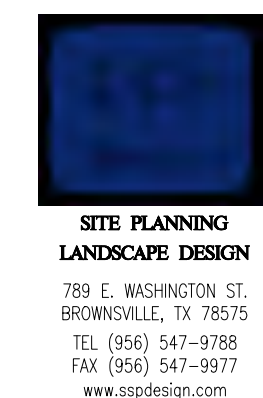 SITE PLANNING
LANDSCAPE DESIGN
789 E. WASHINGTON ST.
BROWNSVILLE, TX 78575
TEL (956) 547-9788
FAX (956) 547-9977
www.sspdesign.com